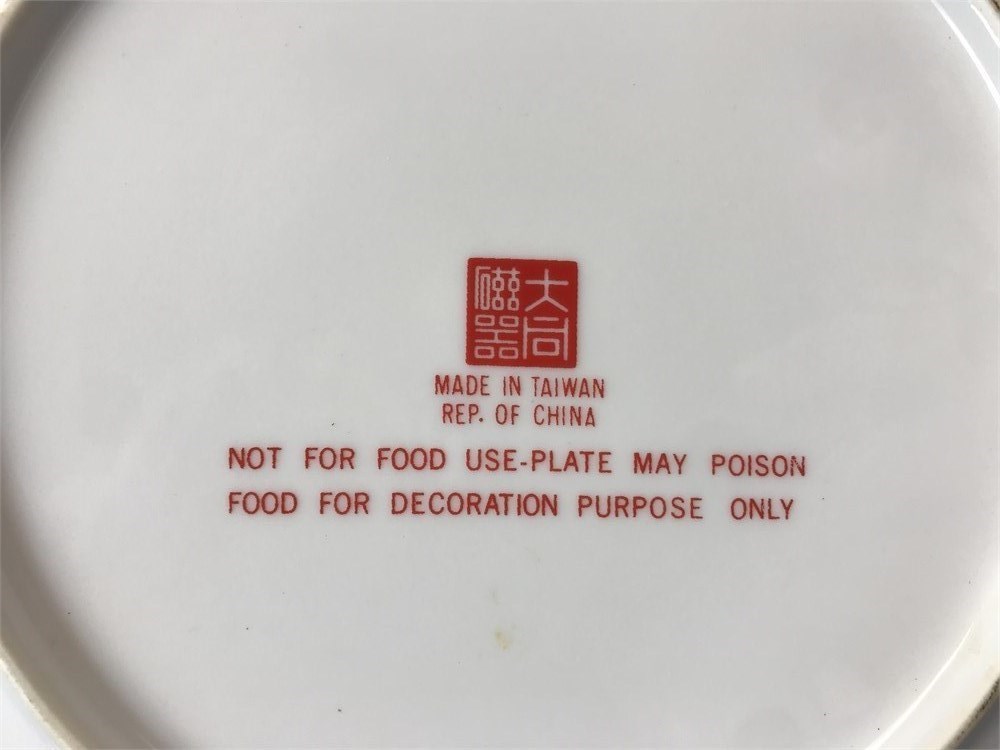 大同
磁器
MADE IN TAIWAN
REP. OF CHINA
NOT FOR FOOD USE-PLATE MAY POISON
FOOD FOR DECORATION PURPOSE ONLY